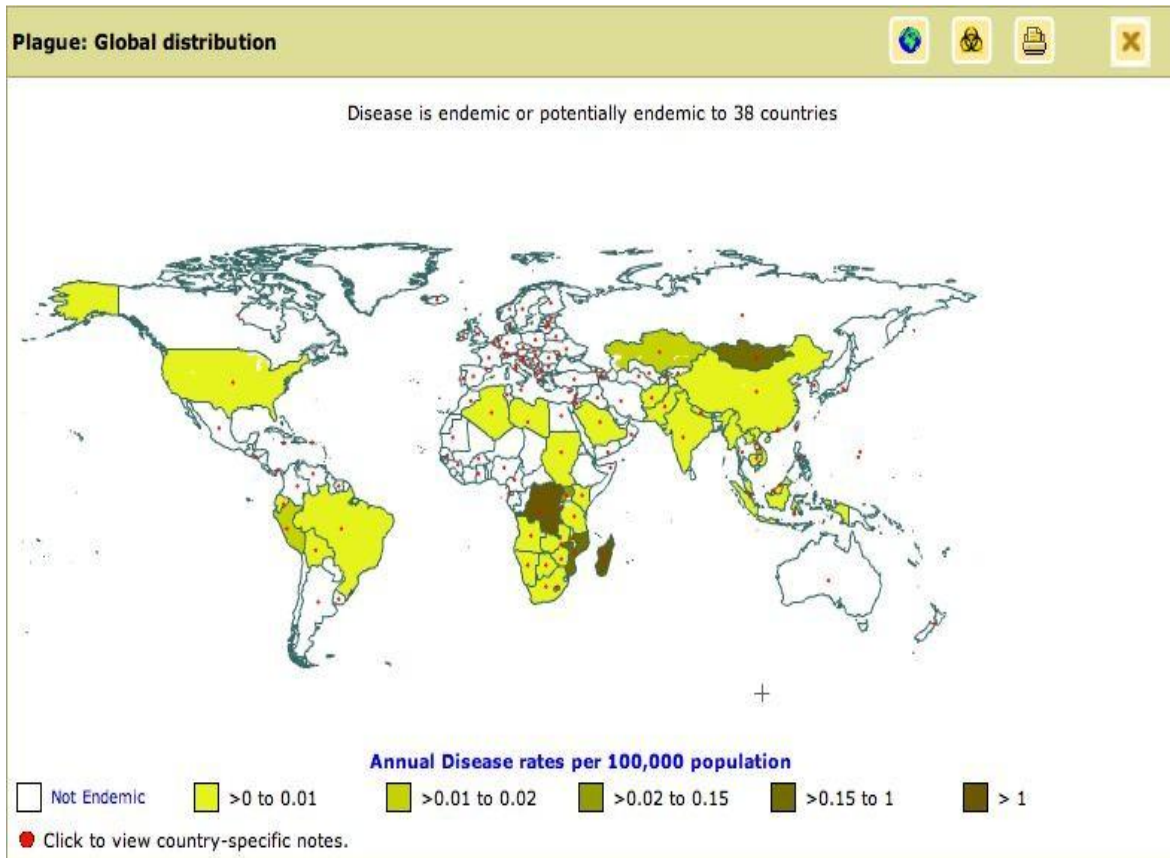 Plague: Global distribution
Disease is endemic or potentially endemic to 38 countries
Annual Disease rates per 100,000 population
Not Endemic >0 to 0.01 >0.01 to 0.02 >0.02 to 0.15 >0.15 to 1 > 1
Click to view country-specific notes.